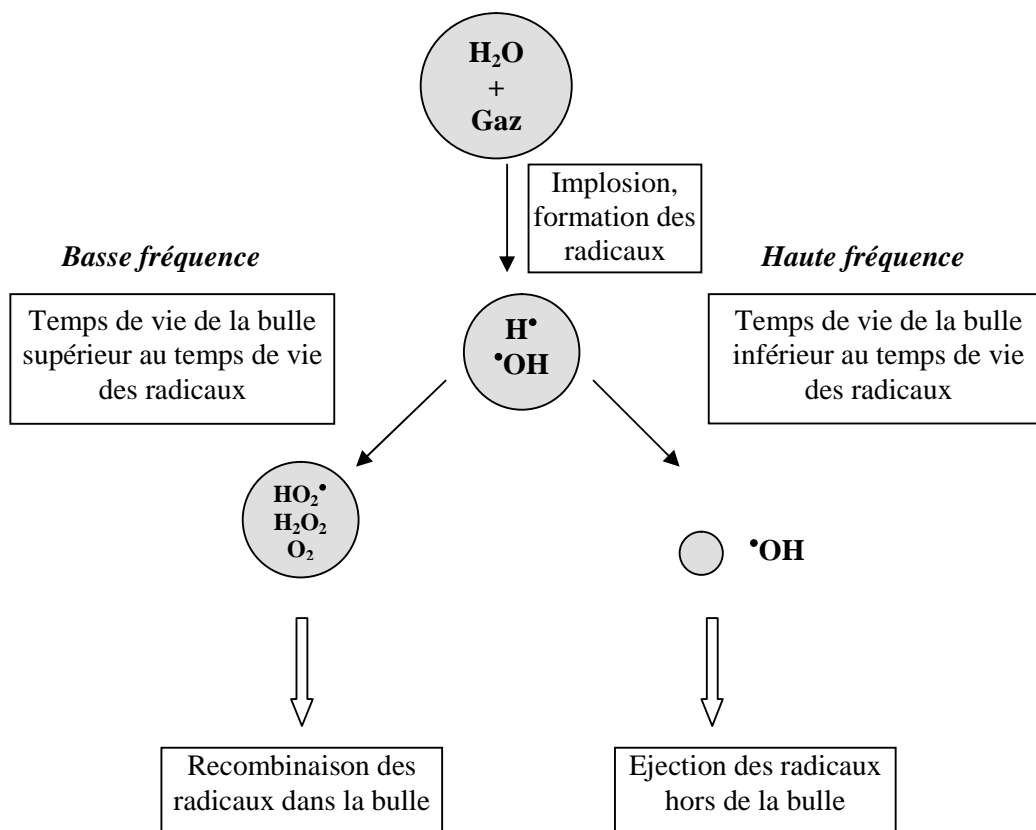 H₂O
+
Gaz
Implosion,
formation des
radicaux
Basse fréquence
Haute fréquence
Temps de vie de la bulle
supérieur au temps de vie
des radicaux
H•
•OH
Temps de vie de la bulle
inférieur au temps de vie
des radicaux
HO₂•
H₂O₂
O₂
•OH
Recombinaison des
radicaux dans la bulle
Ejection des radicaux
hors de la bulle